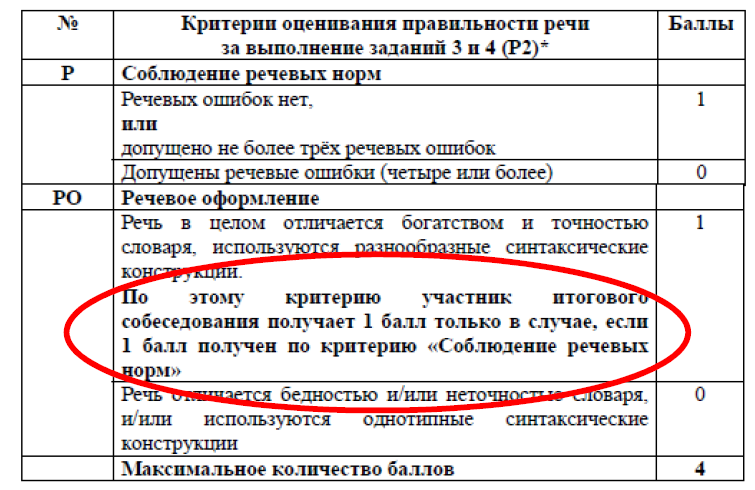 № Критерии оценивания правильности речи Баллы
за выполнение заданий 3 и 4 (Р2)*
Р Соблюдение речевых норм
Речевых ошибок нет, 1
или
допущено не более трёх речевых ошибок
Допущены речевые ошибки (четыре или более) 0
РО Речевое оформление
Речь в целом отличается богатством и точностью 1
словаря, используются разнообразные синтаксические
конструкции.
По этому критерию участник итогового
собеседования получает 1 балл только в случае, если
1 балл получен по критерию «Соблюдение речевых
норм»
Речь отличается бедностью и/или неточностью словаря, 0
и/или используются однотипные синтаксические
конструкции
Максимальное количество баллов 4